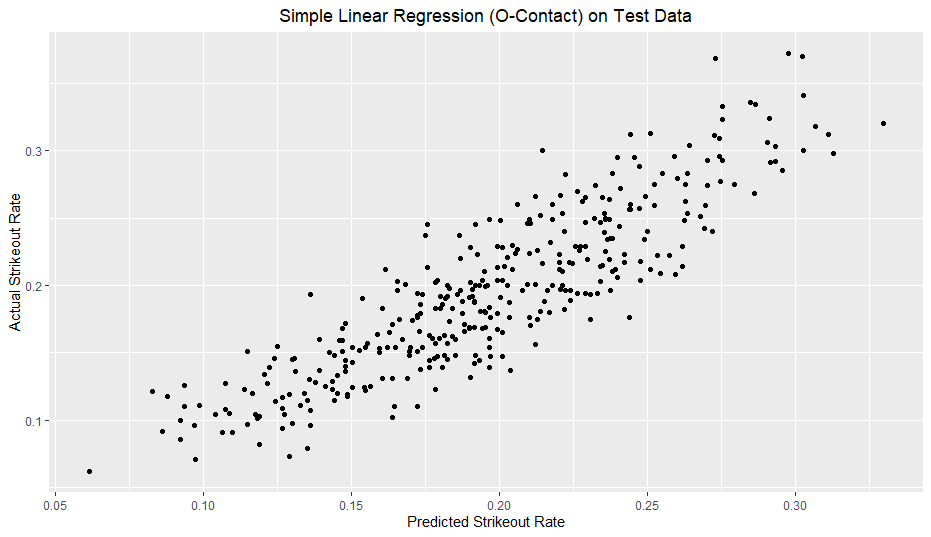 Simple Linear Regression (O-Contact) on Test Data
Actual Strikeout Rate
0.3
0.2
0.1
0.05 0.10 0.15 0.20 0.25 0.30
Predicted Strikeout Rate